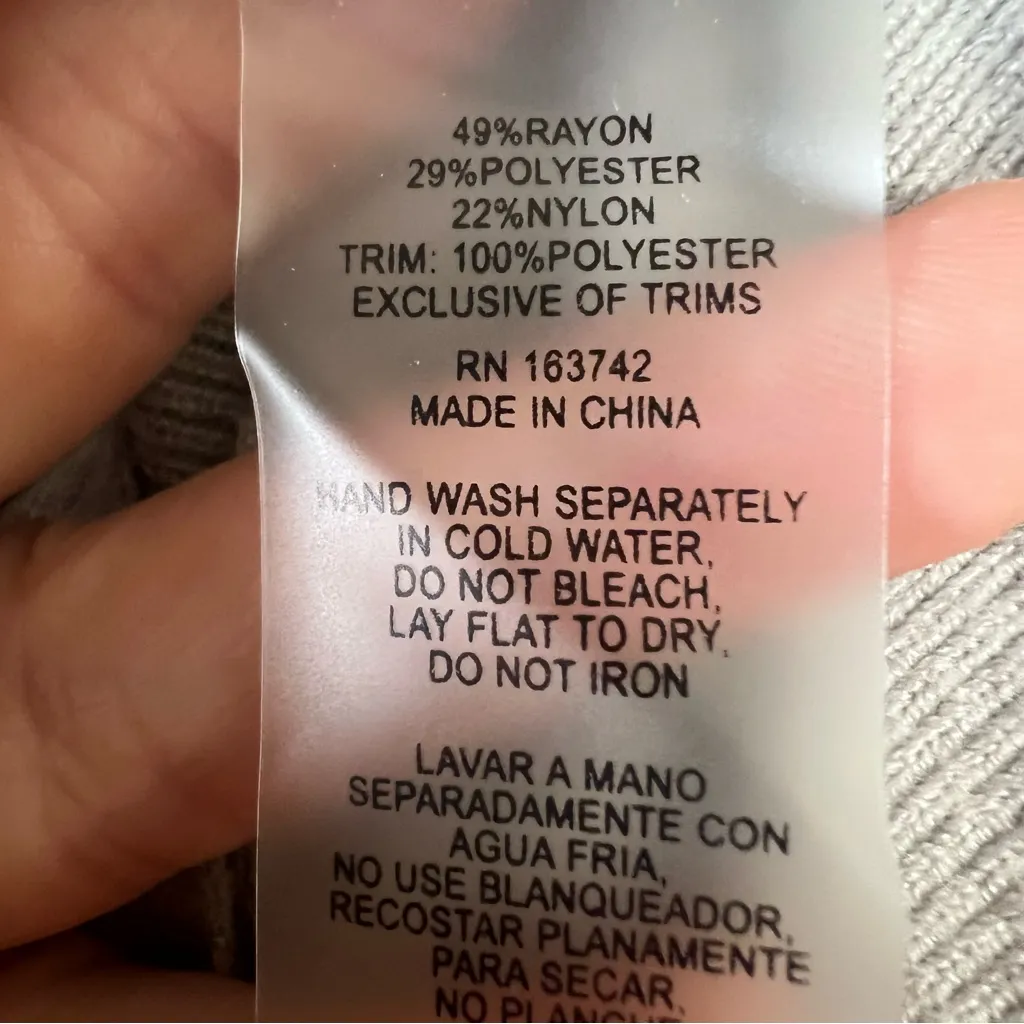 49%RAYON
29%POLYESTER
22%NYLON
TRIM: 100%POLYESTER
EXCLUSIVE OF TRIMS
RN 163742
MADE IN CHINA
HAND WASH SEPARATELY
IN COLD WATER,
DO NOT BLEACH,
LAY FLAT TO DRY,
DO NOT IRON
LAVAR A MANO
SEPARADAMENTE CON
AGUA FRIA,
NO USE BLANQUEADOR,
RECOSTAR PLANAMENTE
PARA SECAR,
NO PLANCHE